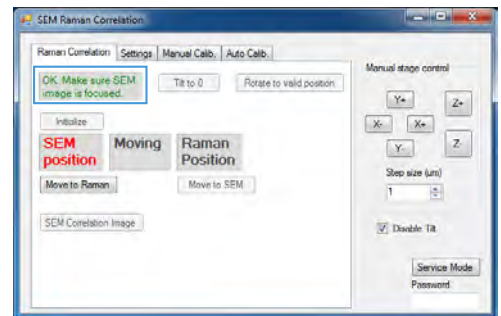 SEM Raman Correlation
Raman Correlation Settings Manual Calib. Auto Calib.
OK. Make sure SEM
image is focused.
Tilt to 0
Rotate to valid position
Initialize
SEM
position
Moving
Raman
Position
Move to Raman
Move to SEM
SEM Correlation Image
Manual stage control
Y+
Z+
X-
X+
Y-
Z-
Step size (um)
1
Disable Tilt
Service Mode
Password